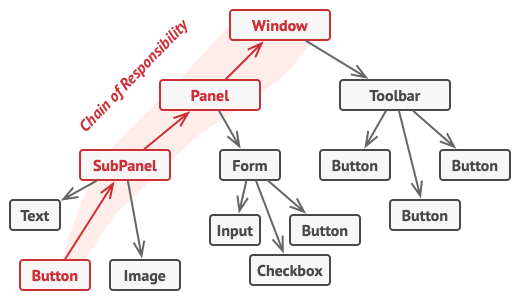 Window
Chain of Responsibility
Panel
Toolbar
SubPanel
Form
Button
Button
Text
Input
Button
Button
Button
Image
Checkbox